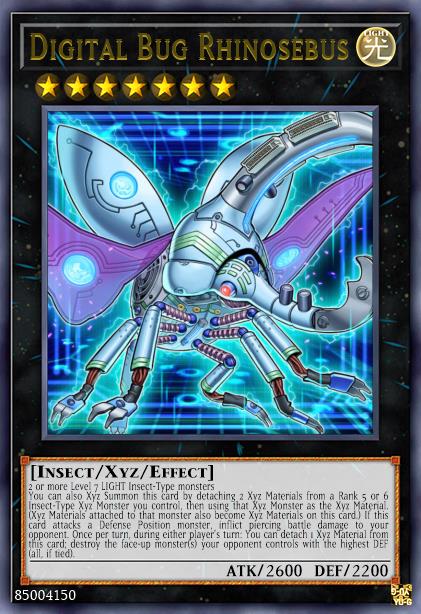 Digital Bug Rhinosebus
LIGHT
光
[Insect/Xyz/Effect]
2 or more Level 7 LIGHT Insect-Type monsters
You can also Xyz Summon this card by detaching 2 Xyz Materials from a Rank 5 or 6
Insect-Type Xyz Monster you control, then using that Xyz Monster as the Xyz Material.
(Xyz Materials attached to that monster also become Xyz Materials on this card.) If this
card attacks a Defense Position monster, inflict piercing battle damage to your
opponent. Once per turn, during either player's turn: You can detach 1 Xyz Material from
this card; destroy the face-up monster(s) your opponent controls with the highest DEF
(all, if tied).
ATK/2600 DEF/2200
85004150